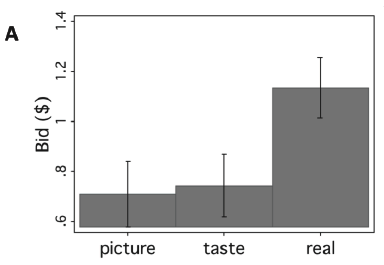 A
1.4
1.2
1
.8
.6
Bid ($)
picture taste real